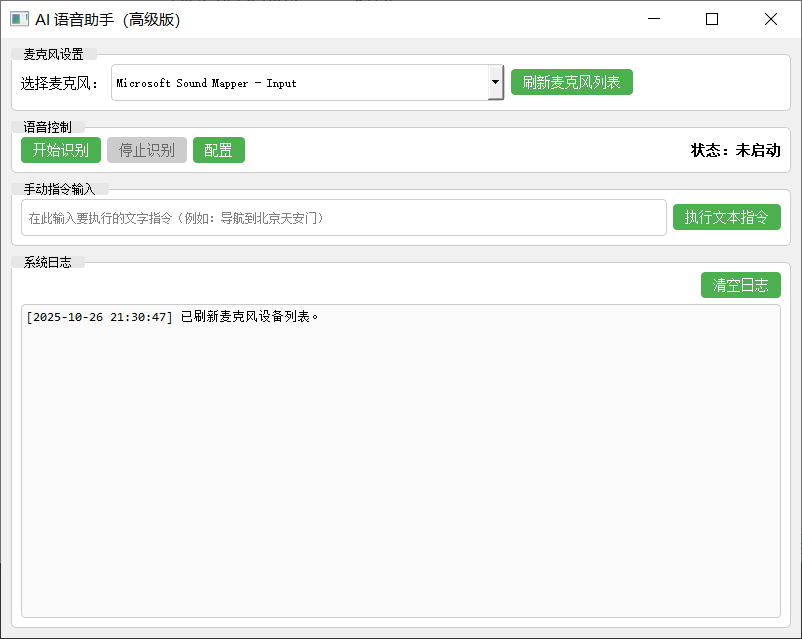 AI 语音助手（高级版）
麦克风设置
选择麦克风： Microsoft Sound Mapper - Input 刷新麦克风列表
语音控制
开始识别 停止识别 配置 状态：未启动
手动指令输入
在此输入要执行的文字指令（例如：导航到北京天安门） 执行文本指令
系统日志
清空日志
[2025-10-26 21:30:47] 已刷新麦克风设备列表。